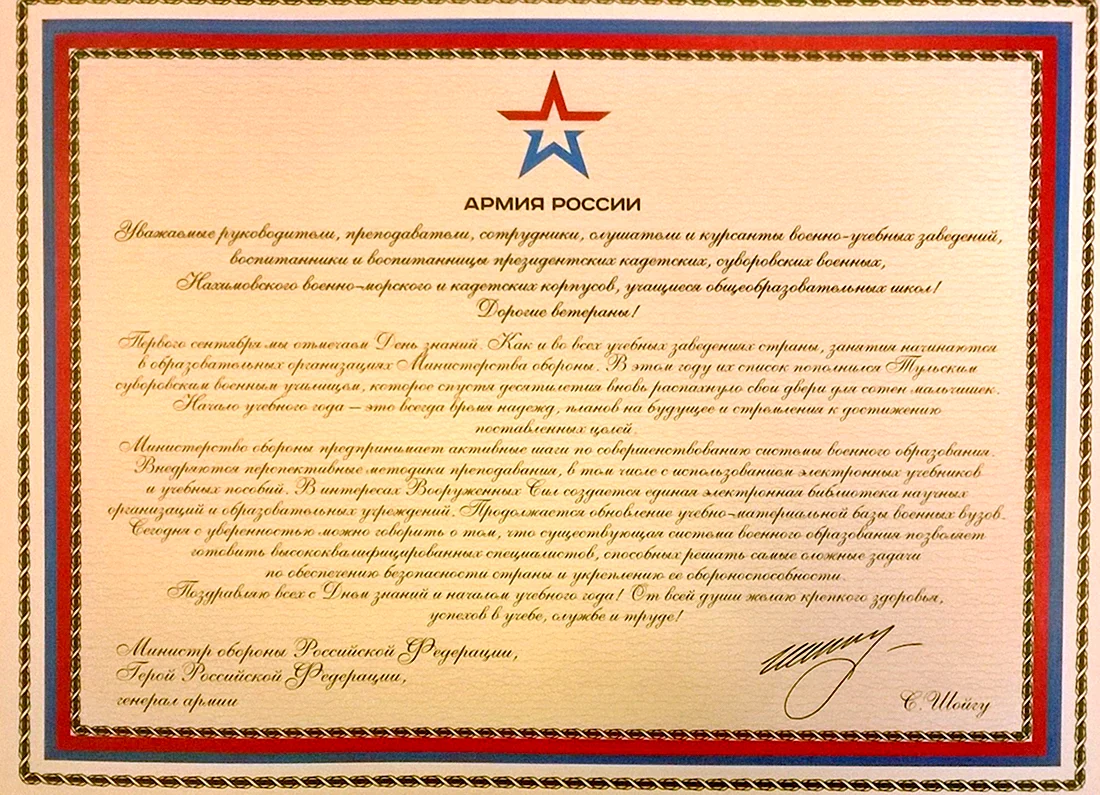 АРМИЯ РОССИИ
Уважаемые руководители, преподаватели, сотрудники, слушатели и курсанты военно-учебных заведений,
воспитанники и воспитанницы президентских кадетских, суворовских военных,
Нахимовского военно-морского и кадетских корпусов, учащиеся общеобразовательных школ!
Дорогие ветераны!
Первого сентября мы отмечаем День знаний. Как и во всех учебных заведениях страны, занятия начинаются
в образовательных организациях Министерства обороны. В этом году их список пополнился Тульским
суворовским военным училищем, которое спустя десятилетия вновь распахнуло свои двери для сотен мальчишек.
Начало учебного года — это всегда время надежд, планов на будущее и стремления к достижению
поставленных целей.
Министерство обороны предпринимает активные шаги по совершенствованию системы военного образования.
Внедряются перспективные методики преподавания, в том числе с использованием электронных учебников
и учебных пособий. В интересах Вооруженных Сил создается единая электронная библиотека научных
организаций и образовательных учреждений. Продолжается обновление учебно-материальной базы военных вузов.
Сегодня с уверенностью можно говорить о том, что существующая система военного образования позволяет
готовить высококвалифицированных специалистов, способных решать самые сложные задачи
по обеспечению безопасности страны и укреплению ее обороноспособности.
Поздравляю всех с Днем знаний и началом учебного года! От всей души желаю крепкого здоровья,
успехов в учебе, службе и труде!
Министр обороны Российской Федерации,
Герой Российской Федерации,
генерал армии
С. Шойгу